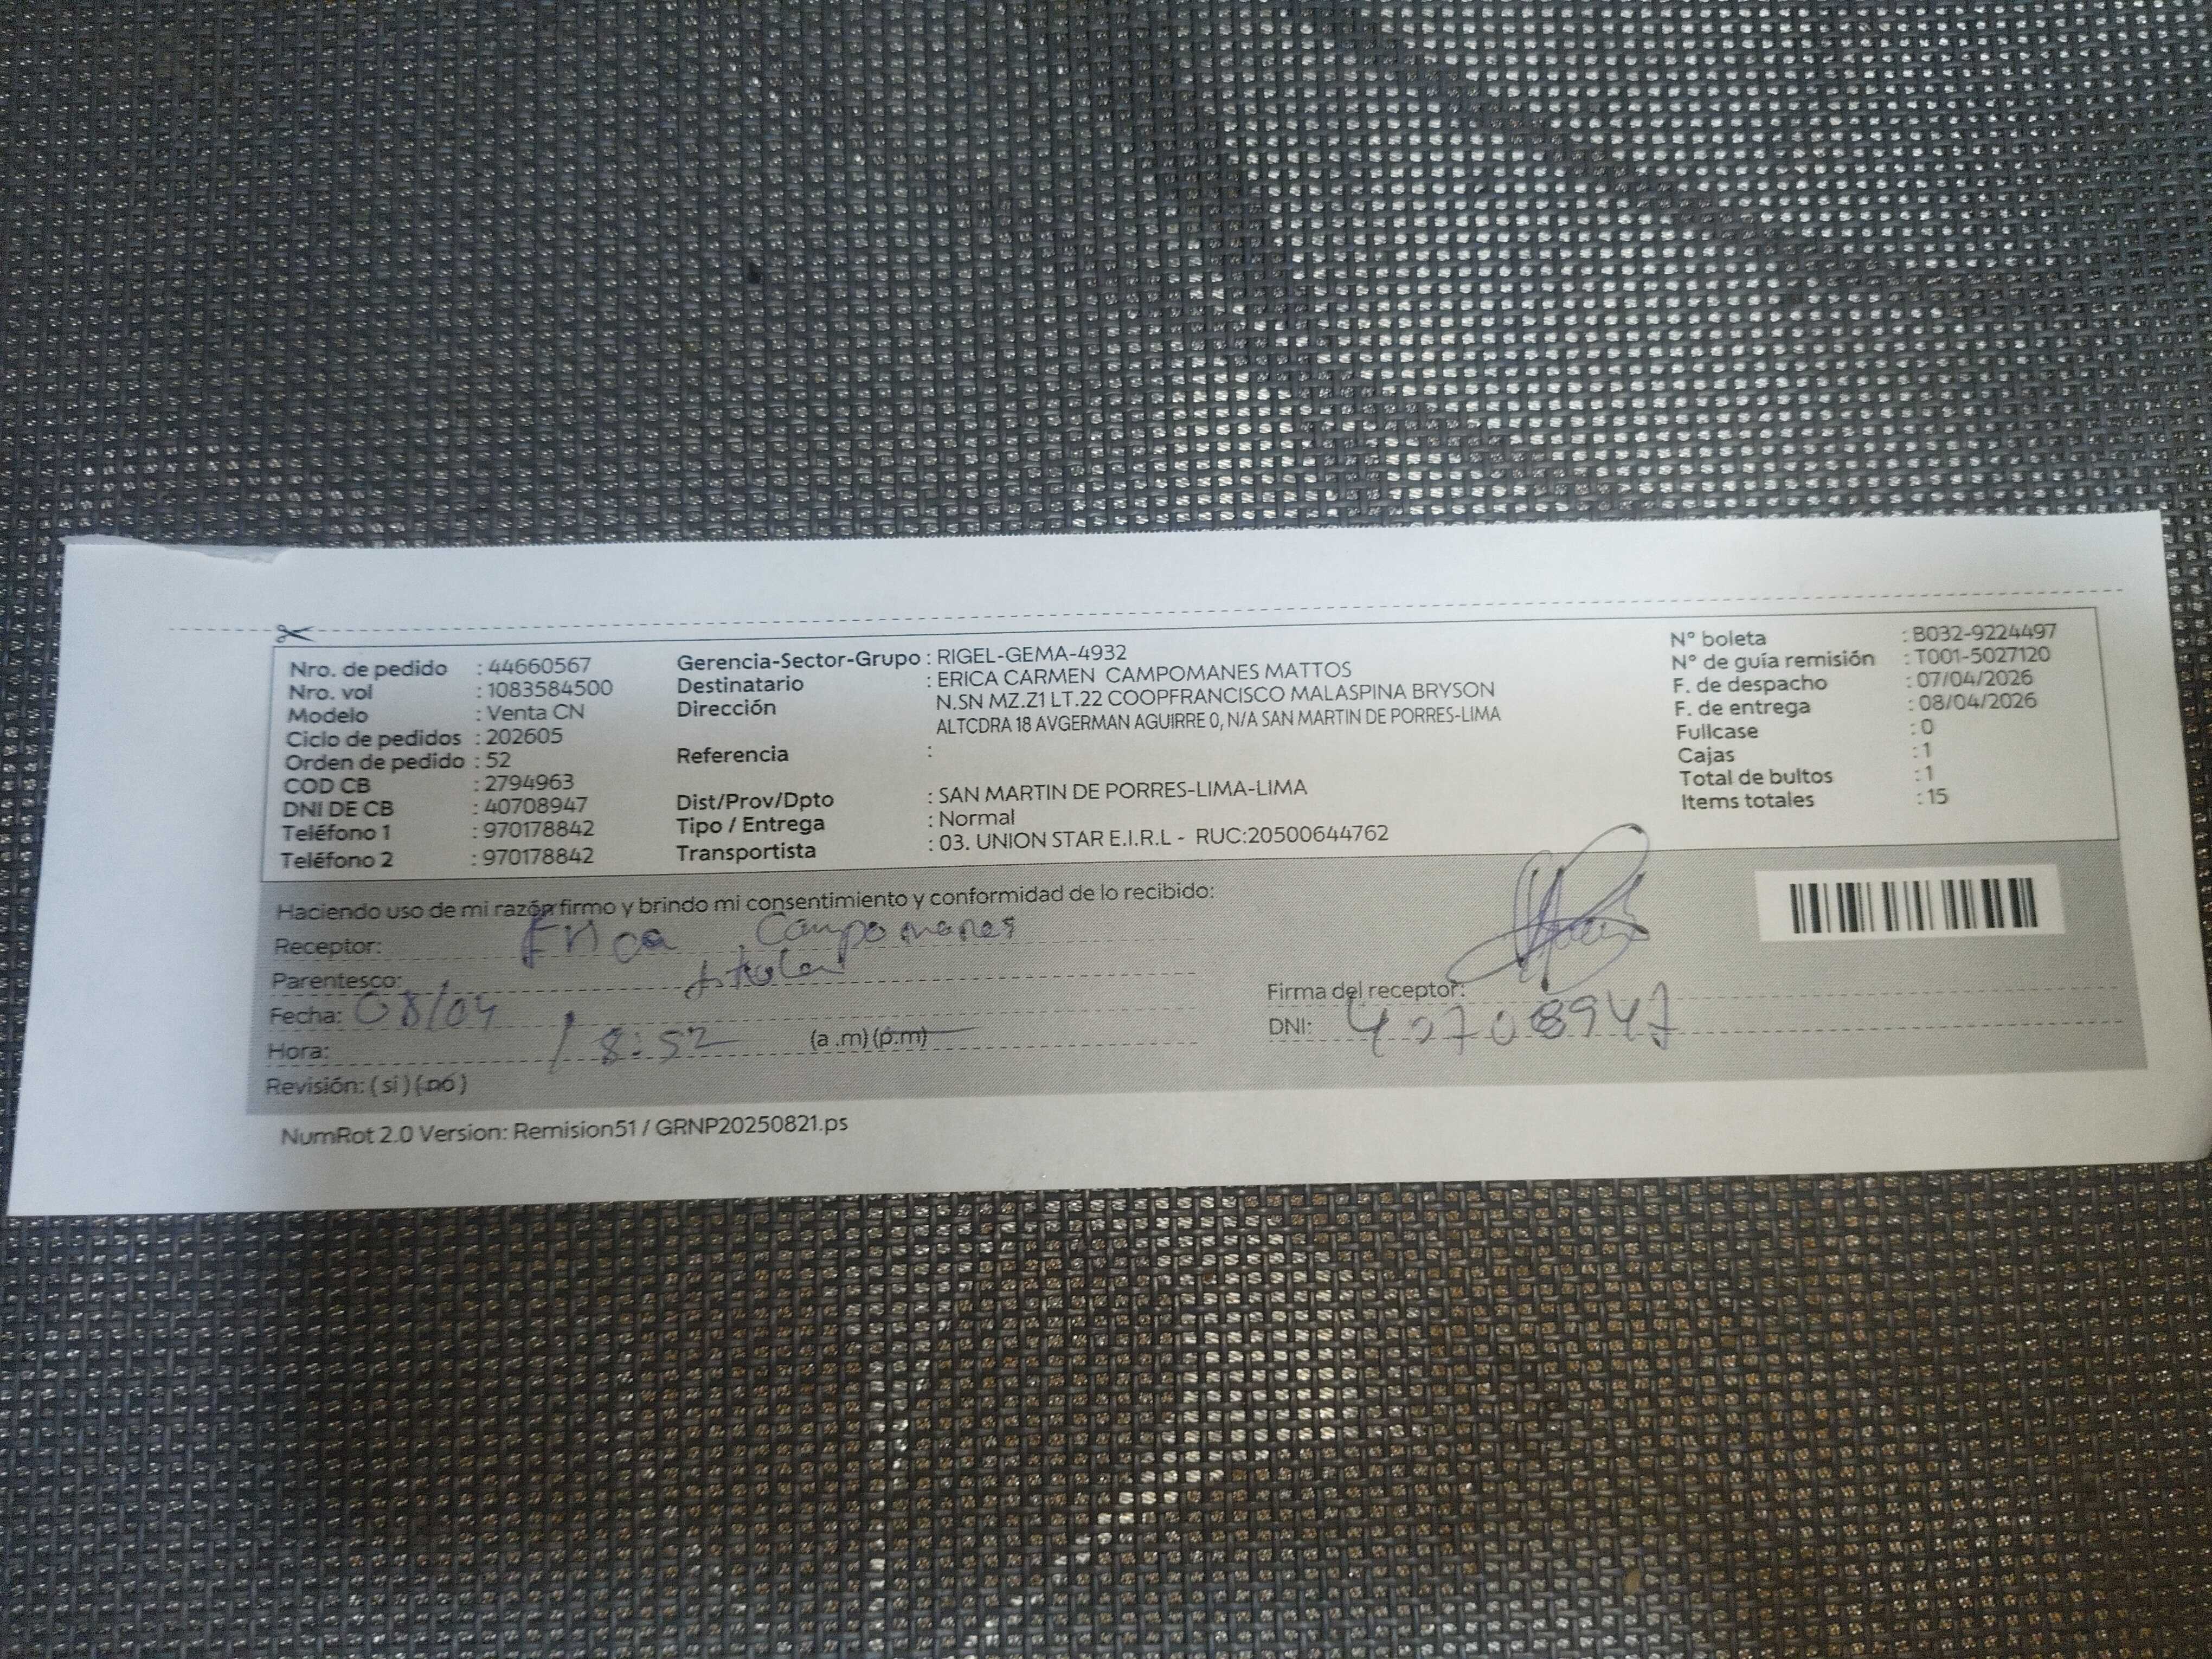 Nro. de pedido : 44660567
Nro. vol : 1083584500
Modelo : Venta CN
Ciclo de pedidos : 202605
Orden de pedido : 52
COD CB : 2794963
DNI DE CB : 40708947
Teléfono 1 : 970178842
Teléfono 2 : 970178842
Gerencia-Sector-Grupo : RIGEL-GEMA-4932
Destinatario : ERICA CARMEN CAMPOMANES MATTOS
Dirección N.SN MZ.Z1 LT.22 COOPFRANCISCO MALASPINA BRYSON
ALTCDRA 18 AVGERMAN AGUIRRE 0, N/A SAN MARTIN DE PORRES-LIMA
Referencia :
Dist/Prov/Dpto : SAN MARTIN DE PORRES-LIMA-LIMA
Tipo / Entrega : Normal
Transportista : 03. UNION STAR E.I.R.L - RUC:20500644762
N° boleta : B032-9224497
N° de guía remisión : T001-5027120
F. de despacho : 07/04/2026
F. de entrega : 08/04/2026
Fullcase : 0
Cajas : 1
Total de bultos : 1
Items totales : 15
Haciendo uso de mi razón firmo y brindo mi consentimiento y conformidad de lo recibido:
Receptor: Erica Campomanes
Parentesco: titular
Fecha: 08/04
Hora: 8:52 (a .m) (p.m)
Revisión: ( si ) ( no )
Firma del receptor:
DNI: 40708947
NumRot 2.0 Version: Remision51 / GRNP20250821.ps